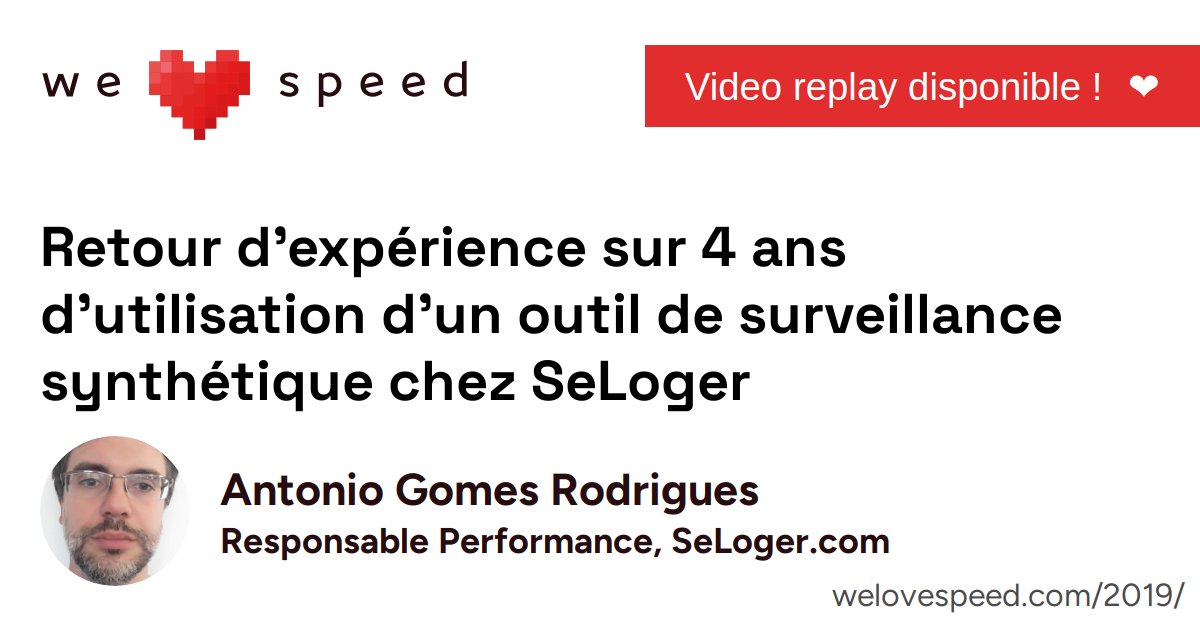 we ❤ speed
Video replay disponible ! ❤
Retour d’expérience sur 4 ans
d’utilisation d’un outil de surveillance
synthétique chez SeLoger
Antonio Gomes Rodrigues
Responsable Performance, SeLoger.com
welovespeed.com/2019/